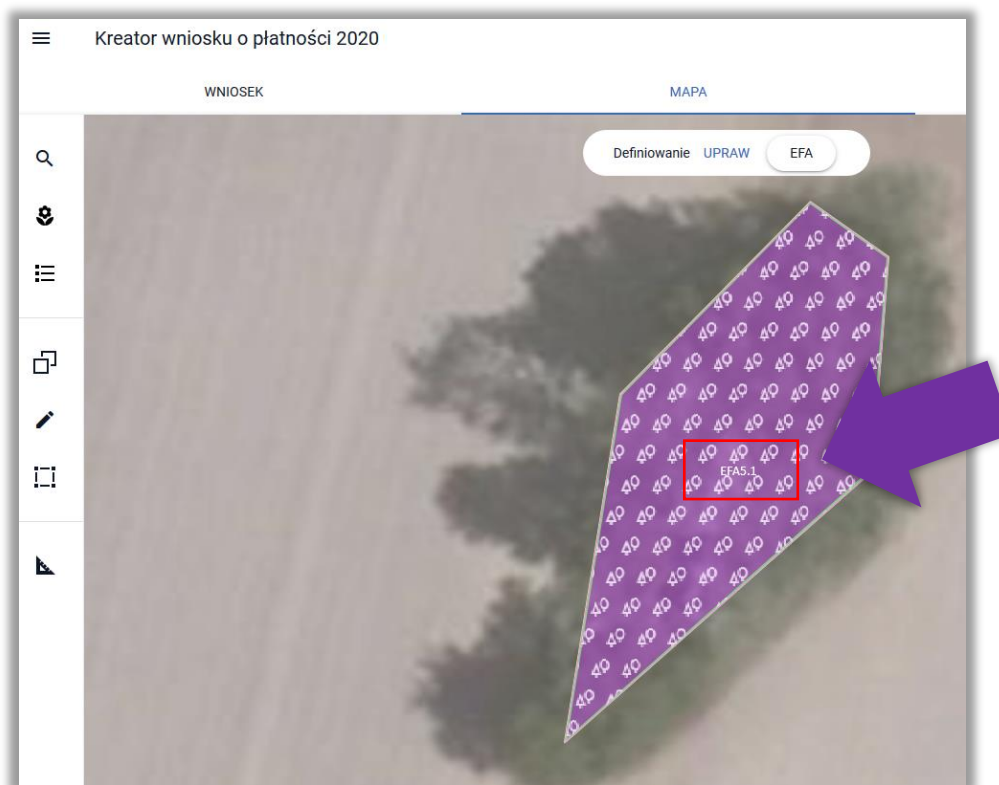 Kreator wniosku o płatności 2020
WNIOSEK MAPA
Definiowanie UPRAW EFA
EFA5.1